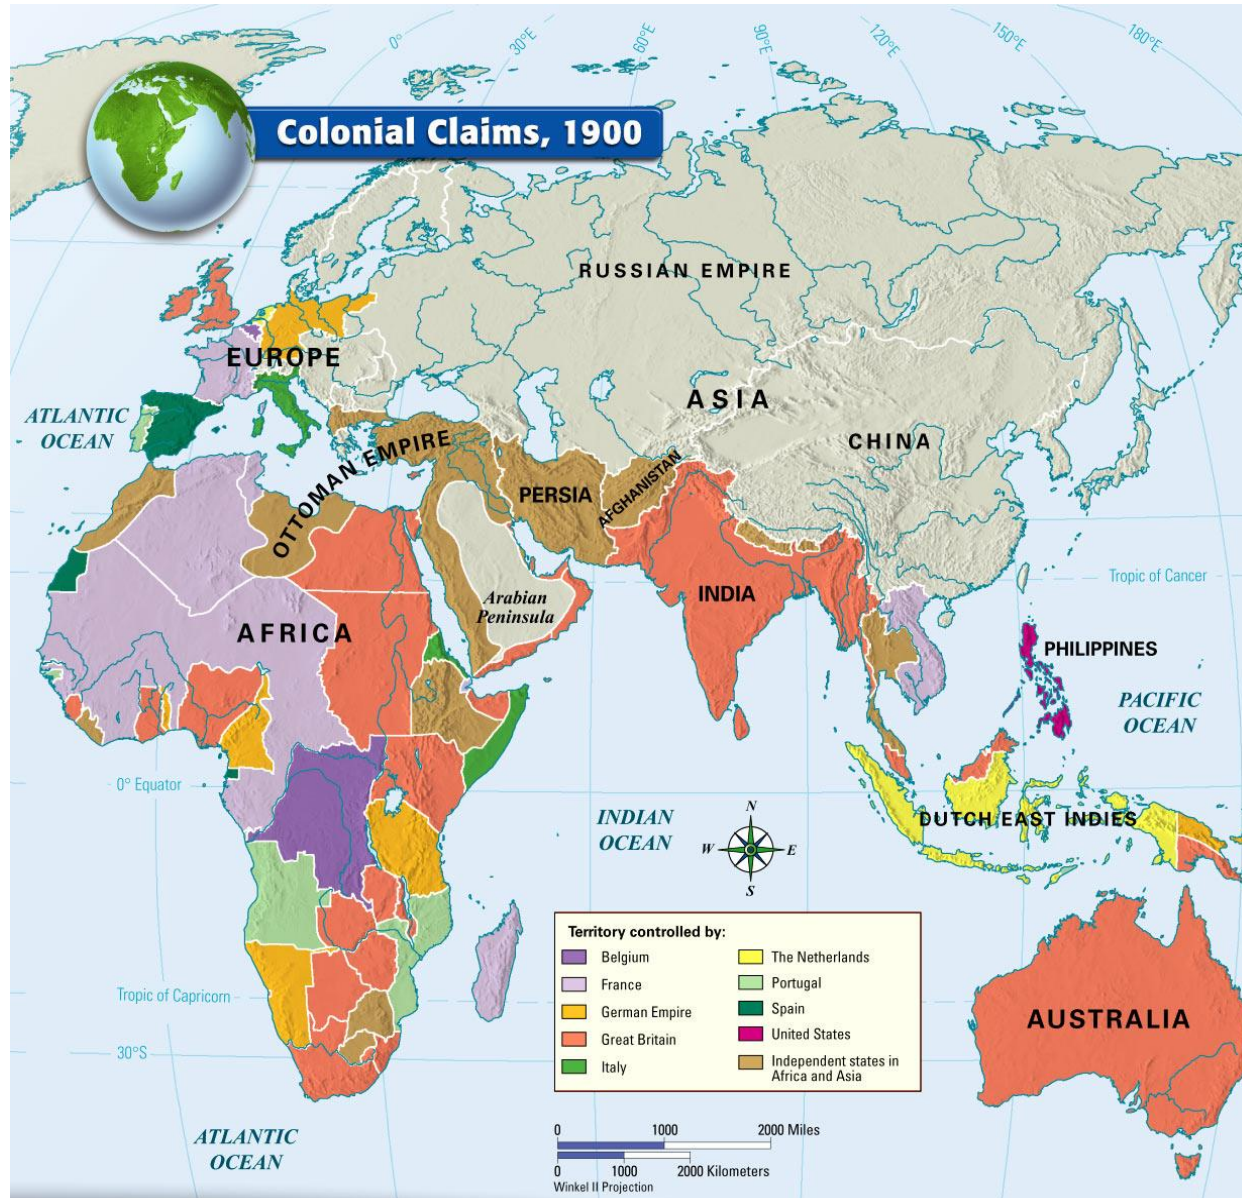 0°
30°E
60°E
90°E
120°E
150°E
180°E
Colonial Claims, 1900
RUSSIAN EMPIRE
EUROPE
ASIA
ATLANTIC
OCEAN
CHINA
OTTOMAN EMPIRE
PERSIA
AFGHANISTAN
Tropic of Cancer
INDIA
Arabian
Peninsula
AFRICA
PHILIPPINES
PACIFIC
OCEAN
0° Equator
INDIAN
OCEAN
N
W
E
S
DUTCH EAST INDIES
Territory controlled by:
Belgium
France
German Empire
Great Britain
Italy
The Netherlands
Portugal
Spain
United States
Independent states in
Africa and Asia
Tropic of Capricorn
AUSTRALIA
30°S
ATLANTIC
OCEAN
0 1000 2000 Miles
0 1000 2000 Kilometers
Winkel II Projection